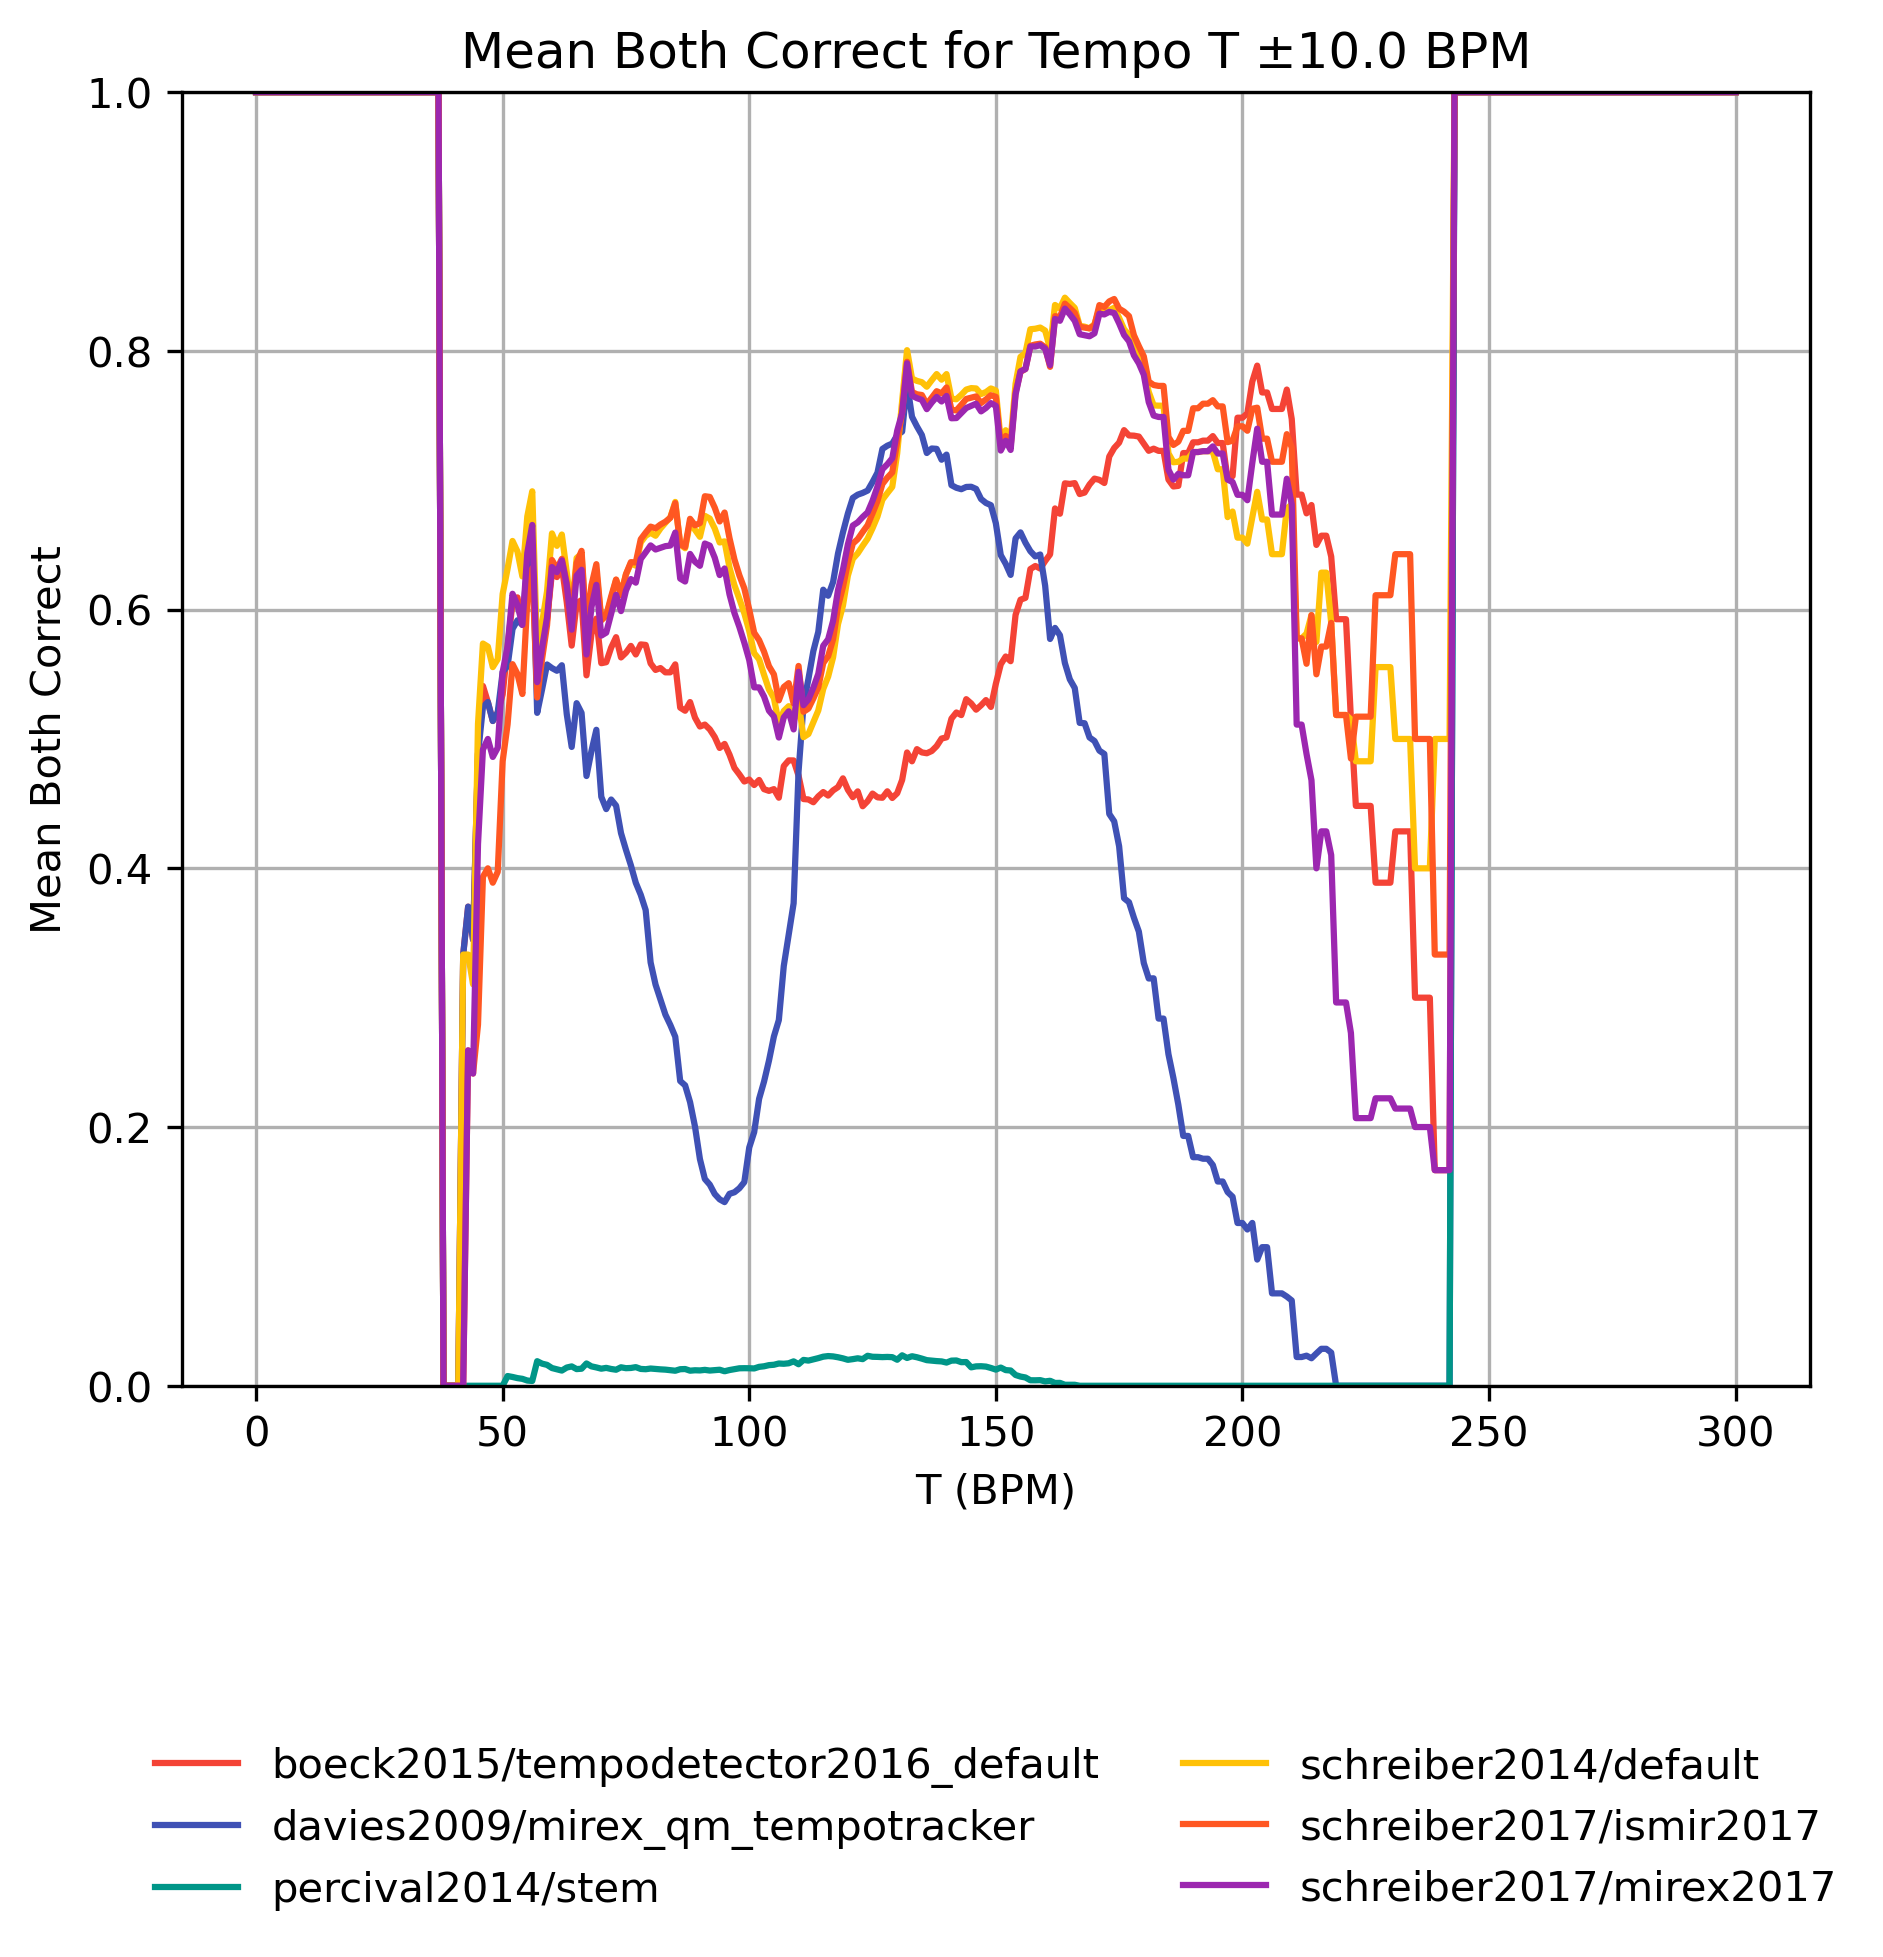 Mean Both Correct for Tempo T ±10.0 BPM
1.0
0.8
0.6
0.4
0.2
0.0
Mean Both Correct
0 50 100 150 200 250 300
T (BPM)
boeck2015/tempodetector2016_default
davies2009/mirex_qm_tempotracker
percival2014/stem
schreiber2014/default
schreiber2017/ismir2017
schreiber2017/mirex2017